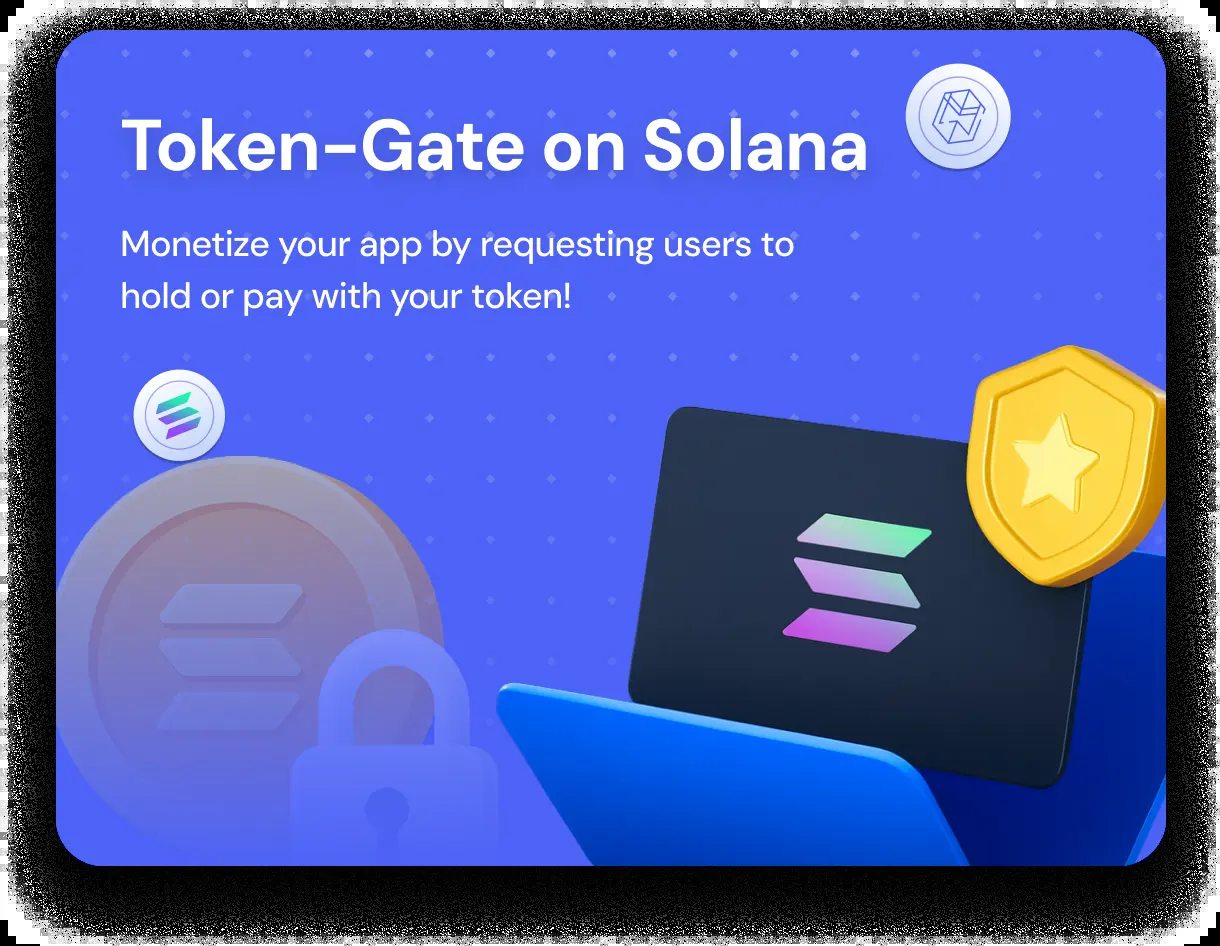 Token-Gate on Solana
Monetize your app by requesting users to
hold or pay with your token!